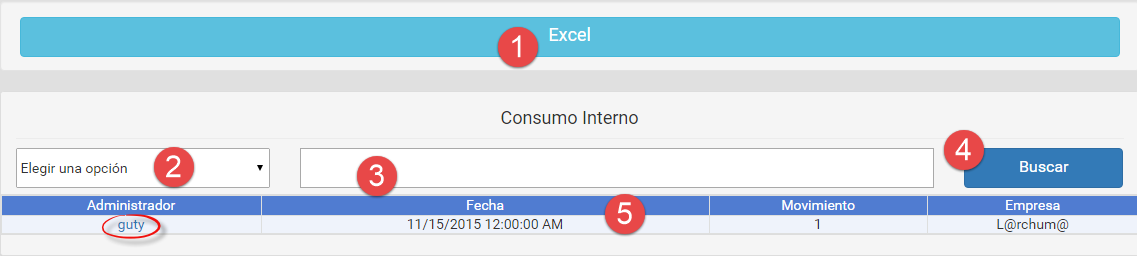 Excel
1
Consumo Interno
Elegir una opción 2 3 4 Buscar
Administrador Fecha 5 Movimiento Empresa
guty 11/15/2015 12:00:00 AM 1 L@rchum@